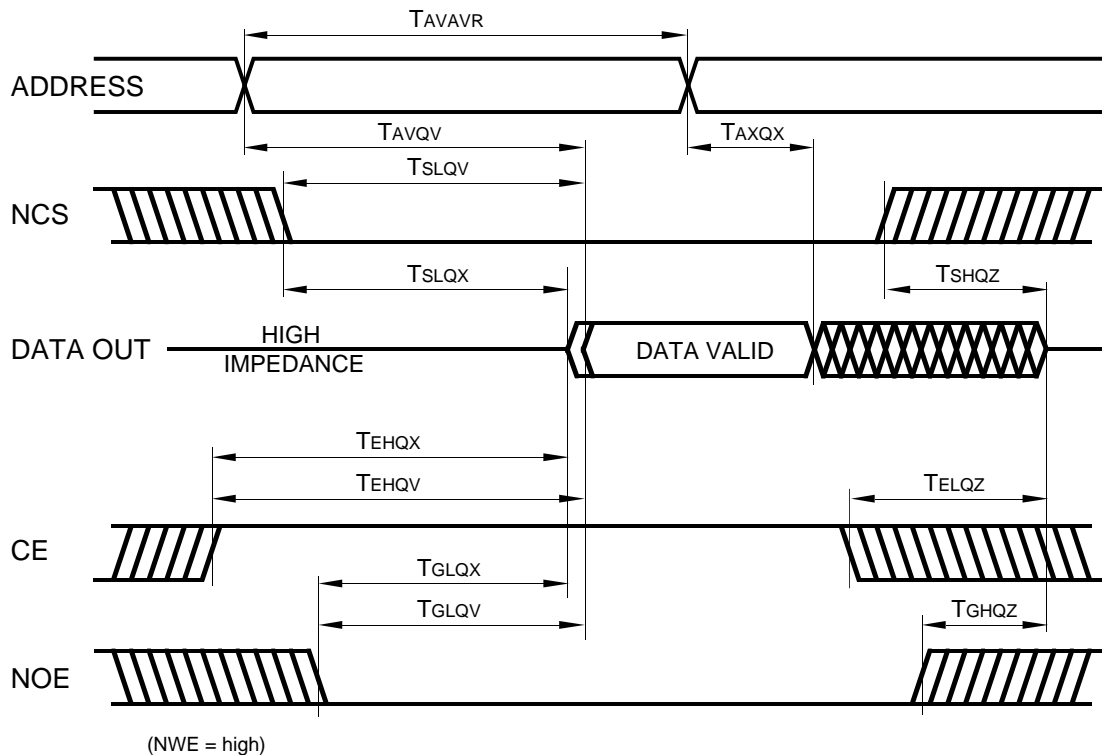 TAVAVR
ADDRESS
TAVQV
TAXQX
TSLQV
NCS
TSLQX
TSHQZ
DATA OUT
HIGH
IMPEDANCE
DATA VALID
TEHQX
TEHQV
TELQZ
CE
TGLQX
TGLQV
TGHQZ
NOE
(NWE = high)